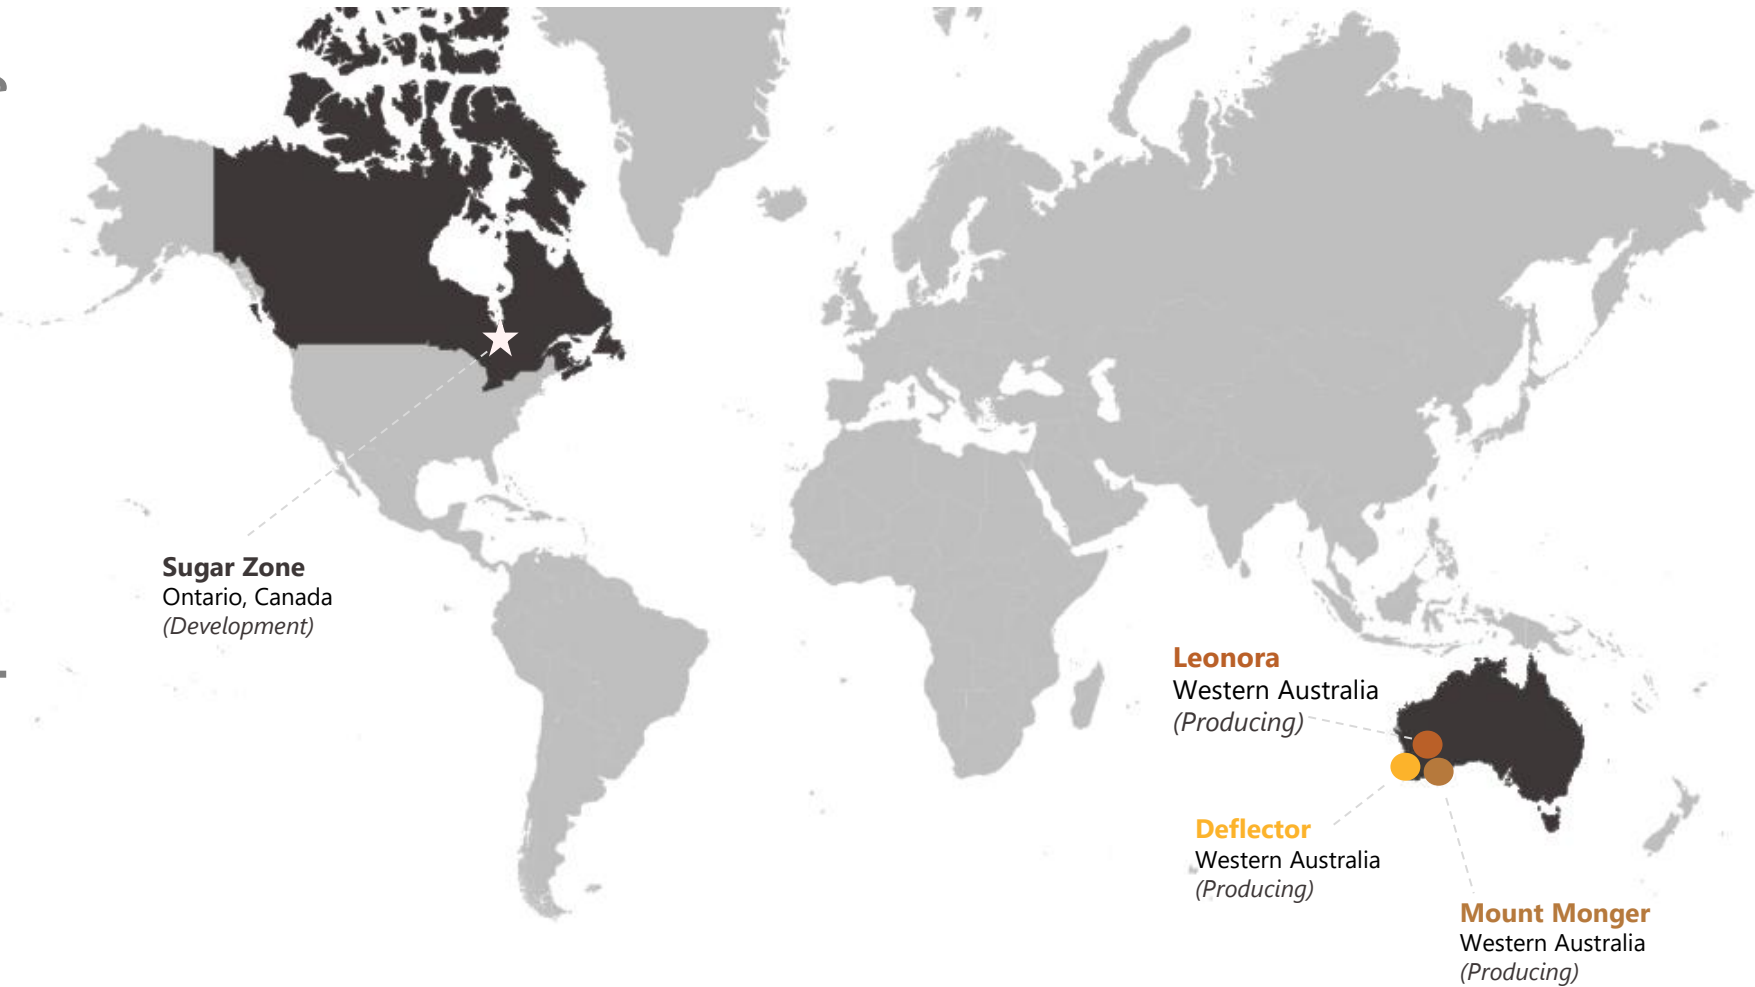 Sugar Zone
Ontario, Canada
(Development)
Leonora
Western Australia
(Producing)
Deflector
Western Australia
(Producing)
Mount Monger
Western Australia
(Producing)